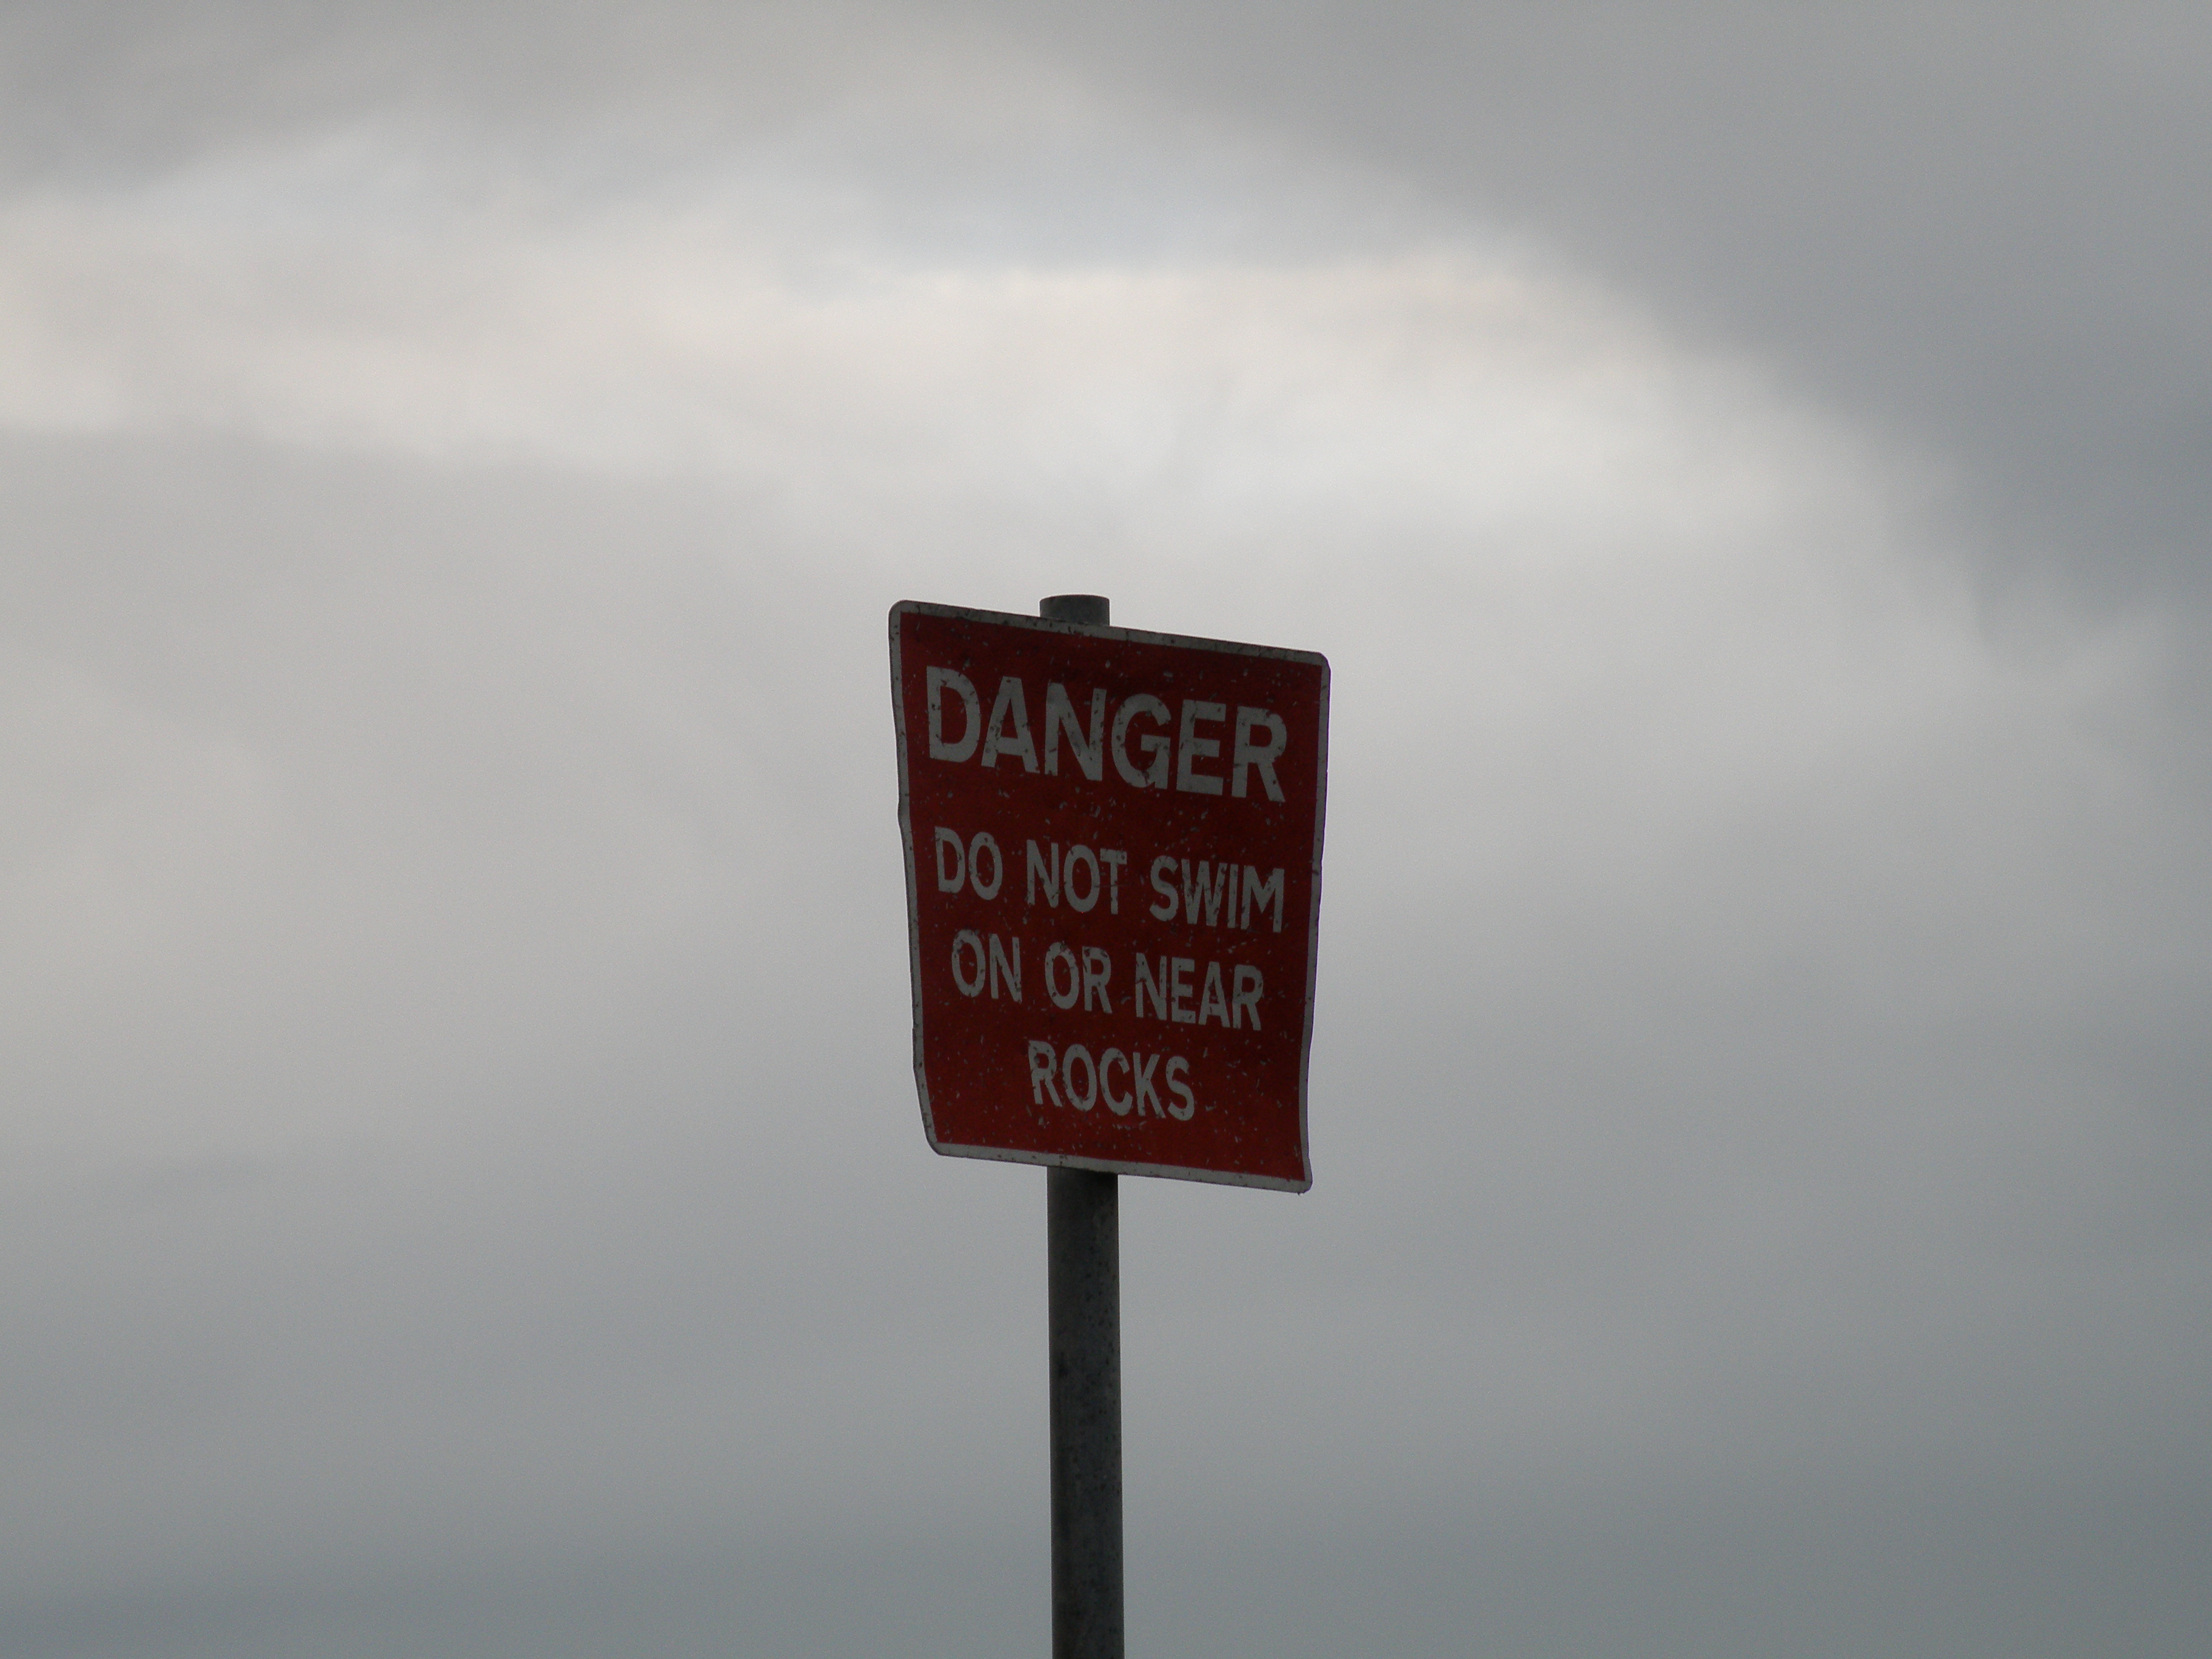 DANGER
DO NOT SWIM
ON OR NEAR
ROCKS